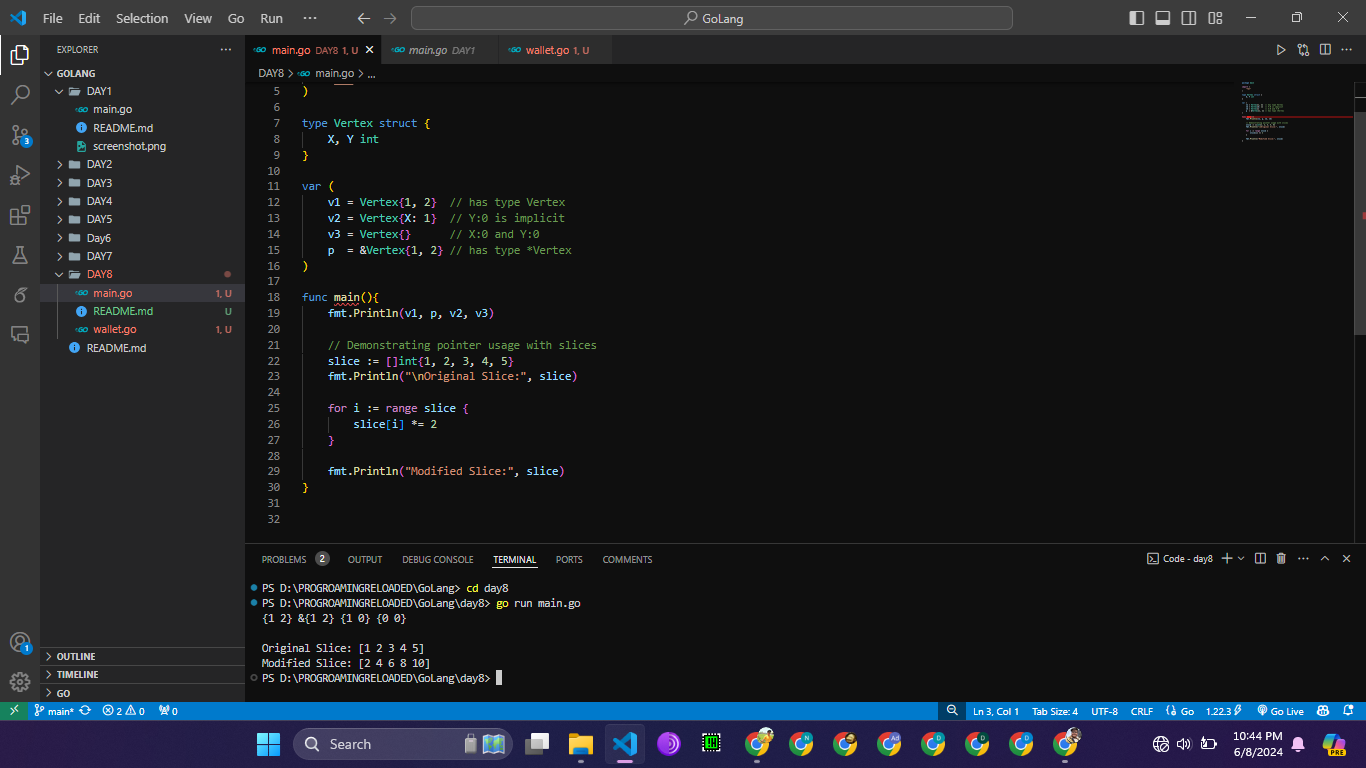 File Edit Selection View Go Run ···
GoLang
EXPLORER ···
GOLANG
DAY1
main.go
README.md
screenshot.png
DAY2
DAY3
DAY4
DAY5
Day6
DAY7
DAY8
main.go 1, U
README.md U
wallet.go 1, U
README.md
OUTLINE
TIMELINE
GO
3
1
main.go DAY8 1, U
main.go DAY1
wallet.go 1, U
DAY8 > main.go > ...
5 )
6
7 type Vertex struct {
8 X, Y int
9 }
10
11 var (
12 v1 = Vertex{1, 2} // has type Vertex
13 v2 = Vertex{X: 1} // Y:0 is implicit
14 v3 = Vertex{} // X:0 and Y:0
15 p = &Vertex{1, 2} // has type *Vertex
16 )
17
18 func main(){
19 fmt.Println(v1, p, v2, v3)
20
21 // Demonstrating pointer usage with slices
22 slice := []int{1, 2, 3, 4, 5}
23 fmt.Println("\nOriginal Slice:", slice)
24
25 for i := range slice {
26 slice[i] *= 2
27 }
28
29 fmt.Println("Modified Slice:", slice)
30 }
31
32
PROBLEMS 2 OUTPUT DEBUG CONSOLE TERMINAL PORTS COMMENTS
Code - day8
PS D:\PROGROAMINGRELOADED\GoLang> cd day8
PS D:\PROGROAMINGRELOADED\GoLang\day8> go run main.go
{1 2} &{1 2} {1 0} {0 0}
Original Slice: [1 2 3 4 5]
Modified Slice: [2 4 6 8 10]
PS D:\PROGROAMINGRELOADED\GoLang\day8>
main* 2 0 0
Ln 3, Col 1 Tab Size: 4 UTF-8 CRLF Go 1.22.3 Go Live
Search
10:44 PM
6/8/2024
PRE